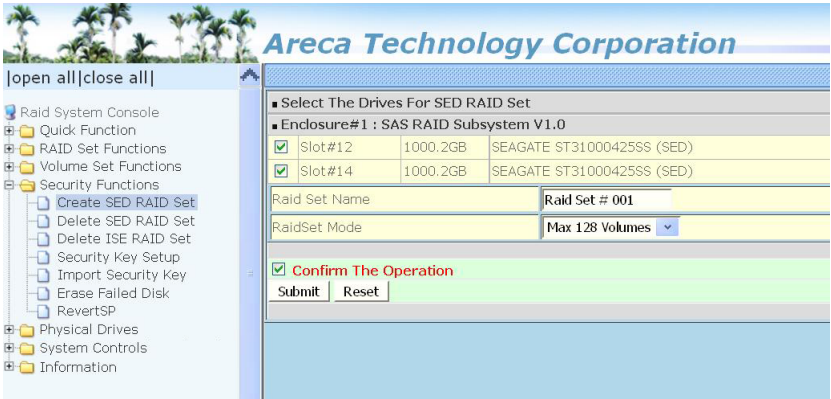 Areca Technology Corporation
|open all|close all|
Raid System Console
Quick Function
RAID Set Functions
Volume Set Functions
Security Functions
Create SED RAID Set
Delete SED RAID Set
Delete ISE RAID Set
Security Key Setup
Import Security Key
Erase Failed Disk
RevertSP
Physical Drives
System Controls
Information
Select The Drives For SED RAID Set
Enclosure#1 : SAS RAID Subsystem V1.0
Slot#12 1000.2GB SEAGATE ST31000425SS (SED)
Slot#14 1000.2GB SEAGATE ST31000425SS (SED)
Raid Set Name Raid Set # 001
RaidSet Mode Max 128 Volumes
Confirm The Operation
Submit Reset